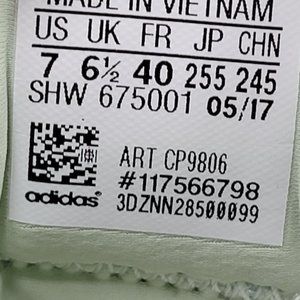 MADE IN VIETNAM
US UK FR JP CHN
7 6½ 40 255 245
SHW 675001 05/17
ART CP9806
#117566798
adidas 3DZNN28500099